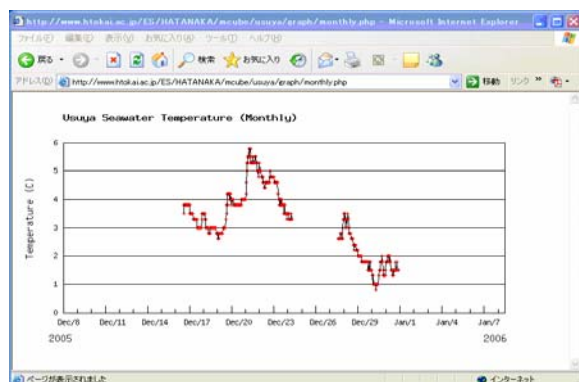 http://www.htokai.ac.jp/ES/HATANAKA/mcube/usuya/graph/monthly.php - Microsoft Internet Explorer
ファイル(F) 編集(E) 表示(V) お気に入り(A) ツール(T) ヘルプ(H)
戻る 検索 お気に入り
アドレス(D) http://www.htokai.ac.jp/ES/HATANAKA/mcube/usuya/graph/monthly.php 移動 リンク »
Usuya Seawater Temperature (Monthly)
Temperature (C)
6
5
4
3
2
1
0
Dec/8 Dec/11 Dec/14 Dec/17 Dec/20 Dec/23 Dec/26 Dec/29 Jan/1 Jan/4 Jan/7
2005 2006
ページが表示されました インターネット